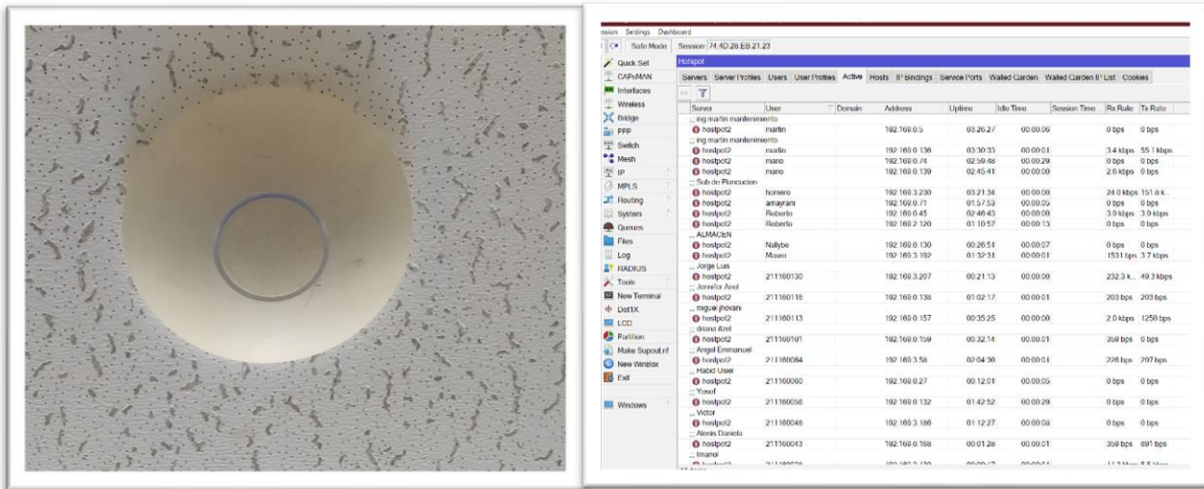 ssion Settings Dashboard
Safe Mode Session: 74:4D:28:EB:21:23
Quick Set
CAPsMAN
Interfaces
Wireless
Bridge
PPP
Switch
Mesh
IP
MPLS
Routing
System
Queues
Files
Log
RADIUS
Tools
New Terminal
Dot1X
LCD
Partition
Make Supout.rif
New WinBox
Exit
Windows
Hotspot
Servers Server Profiles Users User Profiles Active Hosts IP Bindings Service Ports Walled Garden Walled Garden IP List Cookies
Server User Domain Address Uptime Idle Time Session Time Rx Rate Tx Rate
;;; ing martin mantenimiento
hostpot2 martin 192.169.0.5 03:26:27 00:00:06 0 bps 0 bps
;;; ing martin mantenimiento
hostpot2 martin 192.169.0.136 03:30:33 00:00:01 3.4 kbps 55.1 kbps
hostpot2 mano 192.169.0.74 02:59:48 00:00:29 0 bps 0 bps
hostpot2 mano 192.169.0.139 02:45:41 00:00:00 2.6 kbps 0 bps
;;; Sub de Planeacion
hostpot2 homero 192.169.3.230 03:21:34 00:00:00 24.0 kbps 151.8 k...
hostpot2 amayrani 192.169.0.71 01:57:53 00:00:05 0 bps 0 bps
hostpot2 Roberto 192.169.0.45 02:46:43 00:00:00 3.9 kbps 3.9 kbps
hostpot2 Roberto 192.169.2.120 01:10:57 00:00:13 0 bps 0 bps
;;; ALMACEN
hostpot2 Nallybe 192.169.0.130 00:26:51 00:00:07 0 bps 0 bps
hostpot2 Mauro 192.169.3.192 01:32:31 00:00:01 1531 bps 3.7 kbps
;;; Jorge Luis
hostpot2 211160130 192.169.3.207 00:21:13 00:00:00 232.3 k... 49.3 kbps
;;; Jennifer Anel
hostpot2 211160116 192.169.0.138 01:02:17 00:00:01 203 bps 203 bps
;;; miguel jhovani
hostpot2 211160113 192.169.0.157 00:35:25 00:00:00 2.0 kbps 1250 bps
;;; itzel
hostpot2 211160101 192.169.0.159 00:32:14 00:00:01 359 bps 0 bps
;;; Angel Emmanuel
hostpot2 211160064 192.169.3.58 02:04:30 00:00:01 226 bps 297 bps
;;; Habid
hostpot2 211160060 192.169.0.27 00:12:01 00:00:05 0 bps 0 bps
;;; Yosof
hostpot2 211160056 192.169.0.132 01:42:52 00:00:29 0 bps 0 bps
;;; Victor
hostpot2 211160046 192.169.3.186 01:12:27 00:00:08 0 bps 0 bps
;;; Alexis Daniela
hostpot2 211160043 192.169.0.168 00:01:28 00:00:01 359 bps 891 bps
;;; Imanol